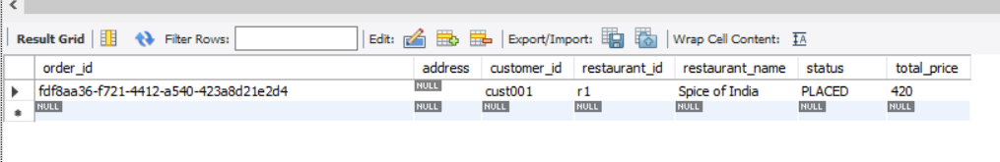 Result Grid Filter Rows: Edit: Export/Import: Wrap Cell Content: IA
order_id address customer_id restaurant_id restaurant_name status total_price
fdf8aa36-f721-4412-a540-423a8d21e2d4 NULL cust001 r1 Spice of India PLACED 420
NULL NULL NULL NULL NULL NULL NULL